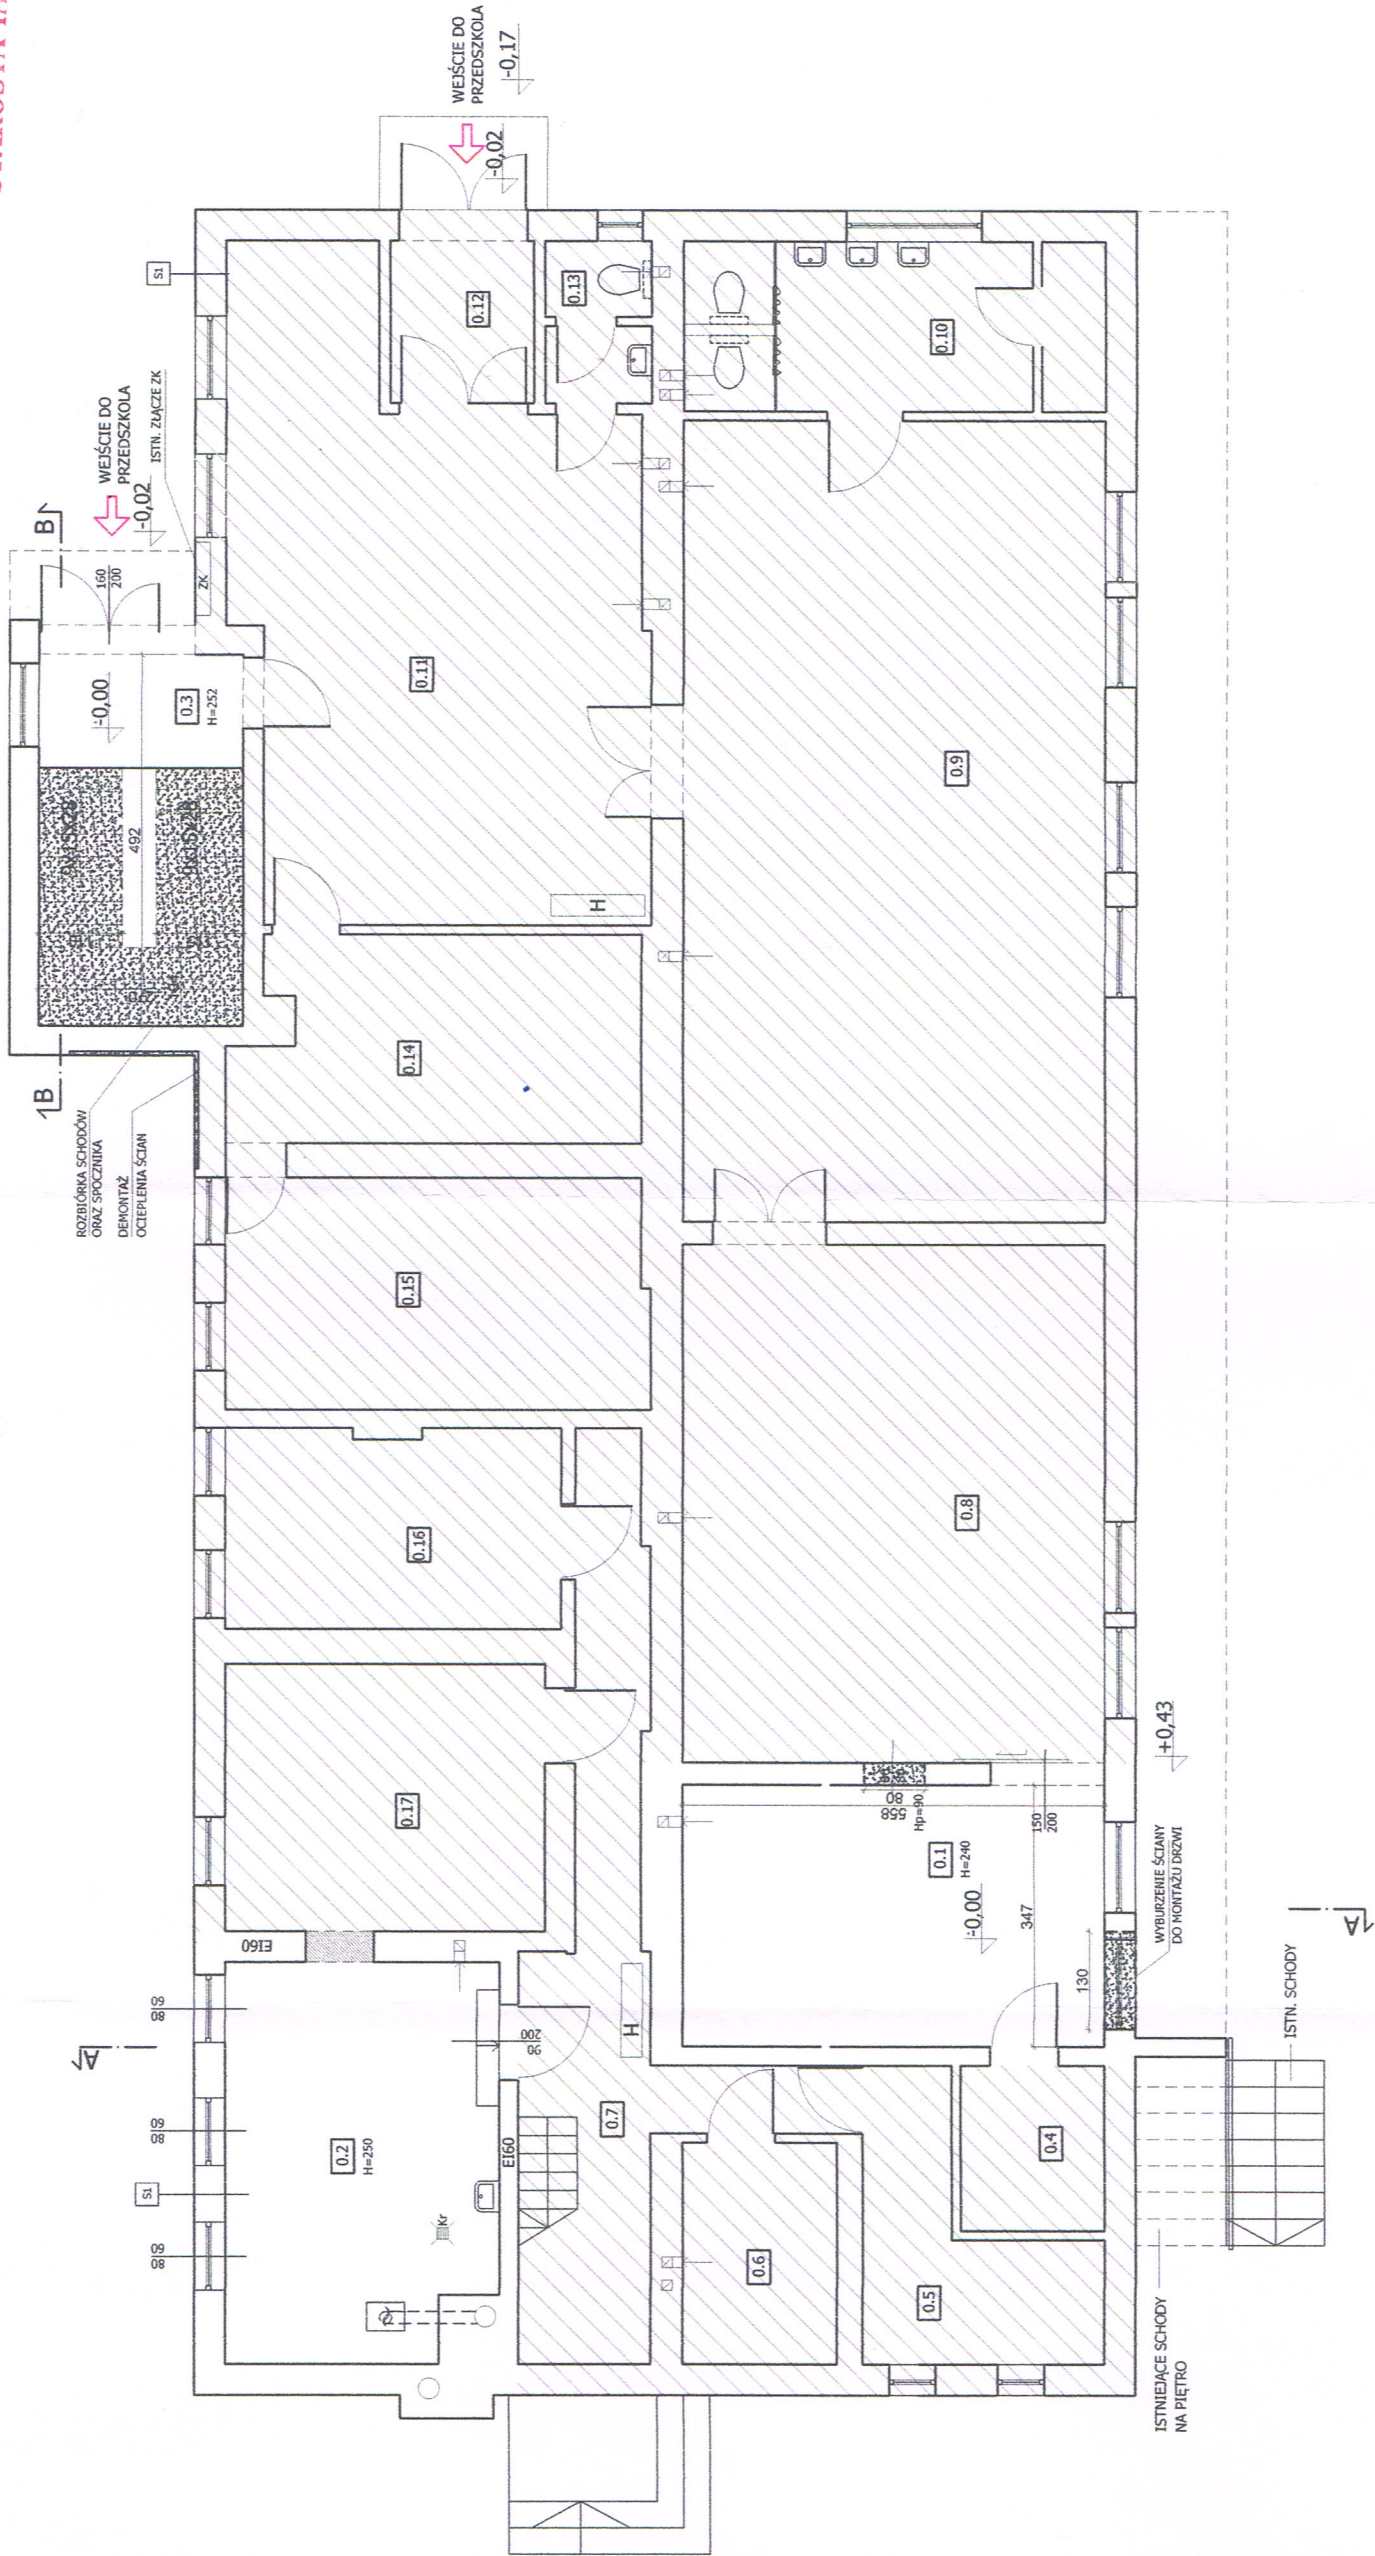 B
B
-0,02
WEJŚCIE DO
PRZEDSZKOLA
ISTN. ZŁĄCZE ZK
160
200
ZK
S1
±0,00
0.3
H=252
492
ROZBIÓRKA SCHODÓW
ORAZ SPOCZNIKA
DEMONTAŻ
OCIEPLENIA ŚCIAN
WEJŚCIE DO
PRZEDSZKOLA
-0,17
-0,02
0.12
0.13
0.10
0.11
H
0.9
0.14
0.15
0.16
0.8
0.17
EI60
80
60
80
60
80
60
A
S1
0.2
H=250
Kr
EI60
90
200
H
0.7
0.6
0.5
0.4
0.1
H=240
±0,00
347
130
150
200
558
80
Hp=90
+0,43
WYBURZENIE ŚCIANY
DO MONTAŻU DRZWI
A
ISTN. SCHODY
ISTNIEJĄCE SCHODY
NA PIĘTRO